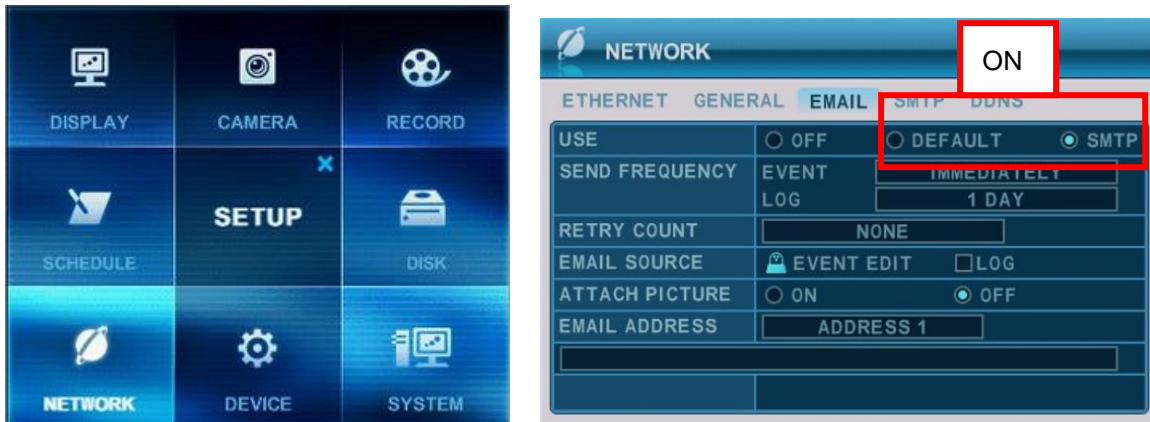 DISPLAY CAMERA RECORD
SETUP
SCHEDULE DISK
NETWORK DEVICE SYSTEM
NETWORK
ON
ETHERNET GENERAL EMAIL SMTP DDNS
USE OFF DEFAULT SMTP
SEND FREQUENCY EVENT IMMEDIATELY
LOG 1 DAY
RETRY COUNT NONE
EMAIL SOURCE EVENT EDIT LOG
ATTACH PICTURE ON OFF
EMAIL ADDRESS ADDRESS 1